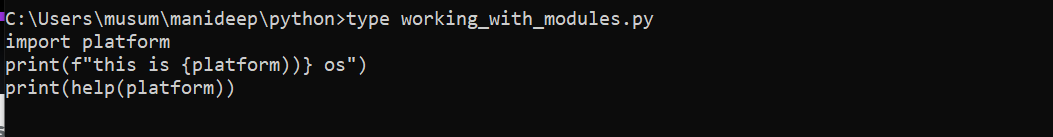 C:\Users\musum\manideep\python>type working_with_modules.py
import platform
print(f"this is {platform))} os")
print(help(platform))